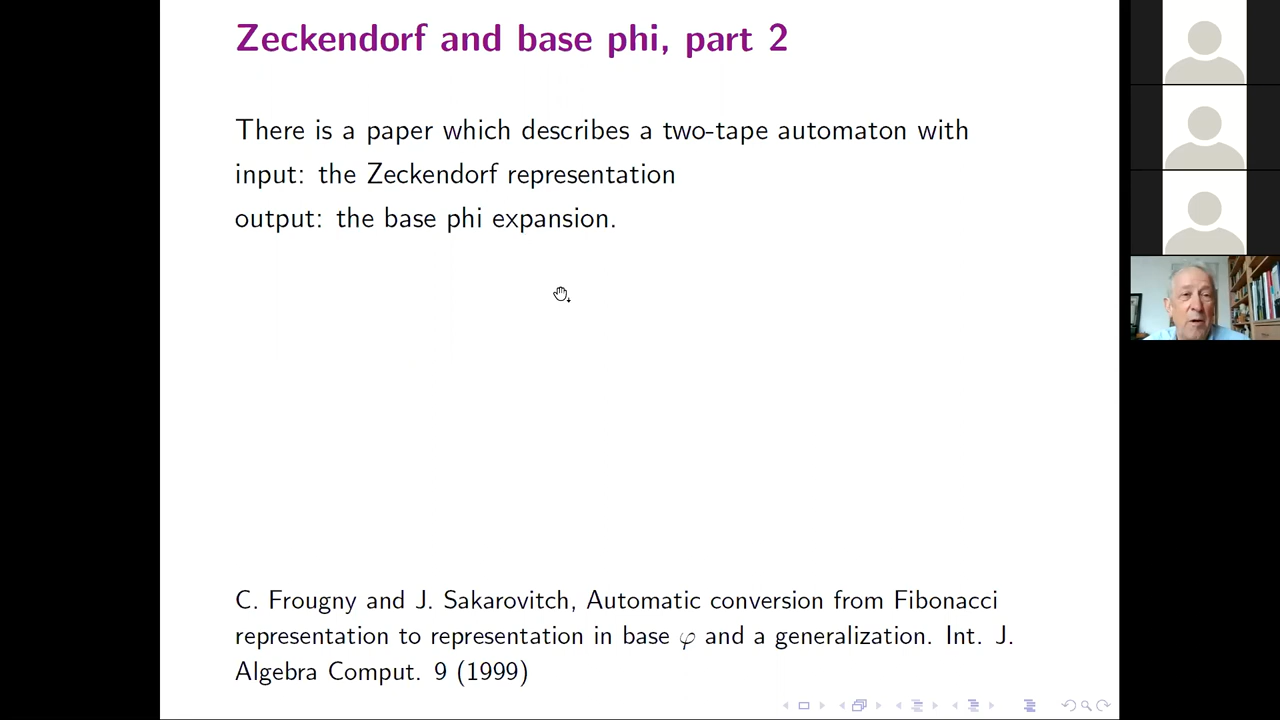 Zeckendorf and base phi, part 2
There is a paper which describes a two-tape automaton with
input: the Zeckendorf representation
output: the base phi expansion.
C. Frougny and J. Sakarovitch, Automatic conversion from Fibonacci
representation to representation in base φ and a generalization. Int. J.
Algebra Comput. 9 (1999)